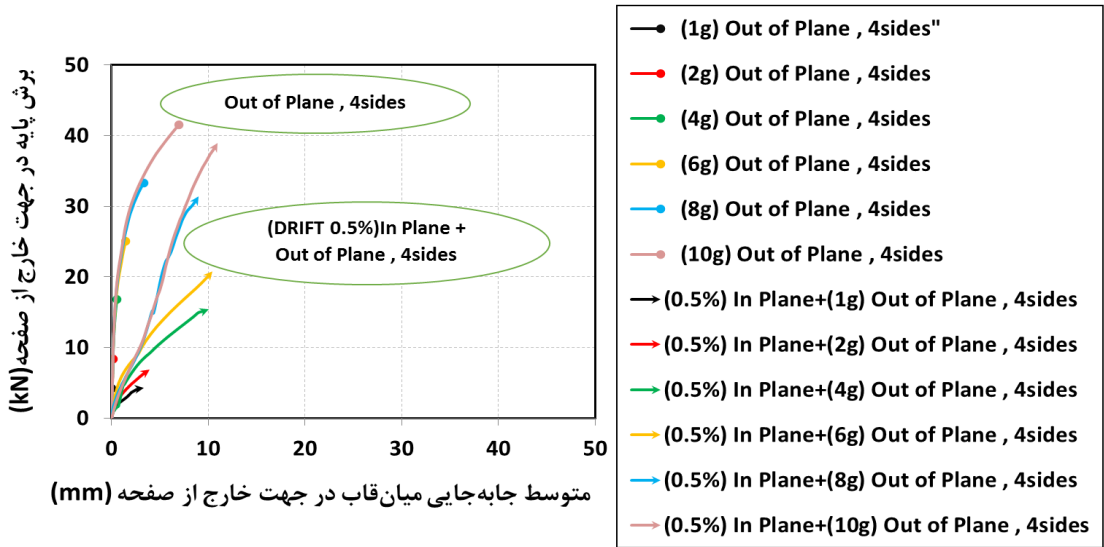 برش پایه در جهت خارج از صفحه(kN)
50
40
30
20
10
0
Out of Plane , 4sides
(DRIFT 0.5%)In Plane +
Out of Plane , 4sides
0 10 20 30 40 50
متوسط جابه‌جایی میان‌قاب در جهت خارج از صفحه (mm)
(1g) Out of Plane , 4sides"
(2g) Out of Plane , 4sides
(4g) Out of Plane , 4sides
(6g) Out of Plane , 4sides
(8g) Out of Plane , 4sides
(10g) Out of Plane , 4sides
(0.5%) In Plane+(1g) Out of Plane , 4sides
(0.5%) In Plane+(2g) Out of Plane , 4sides
(0.5%) In Plane+(4g) Out of Plane , 4sides
(0.5%) In Plane+(6g) Out of Plane , 4sides
(0.5%) In Plane+(8g) Out of Plane , 4sides
(0.5%) In Plane+(10g) Out of Plane , 4sides